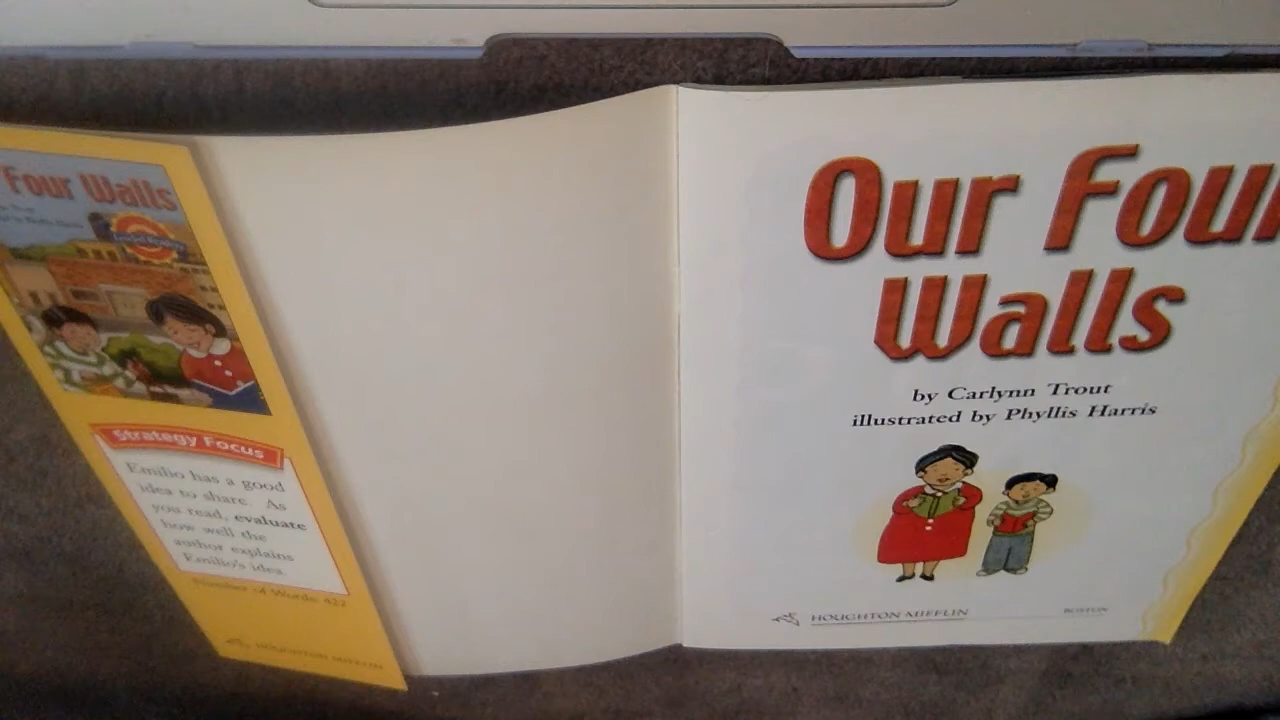 Four Walls
Strategy Focus
Emilio has a good
idea to share. As
you read, evaluate
how well the
author explains
Emilio's idea.
Number of Words: 422
HOUGHTON MIFFLIN
Our Four
Walls
by Carlynn Trout
illustrated by Phyllis Harris
HOUGHTON MIFFLIN
BOSTON